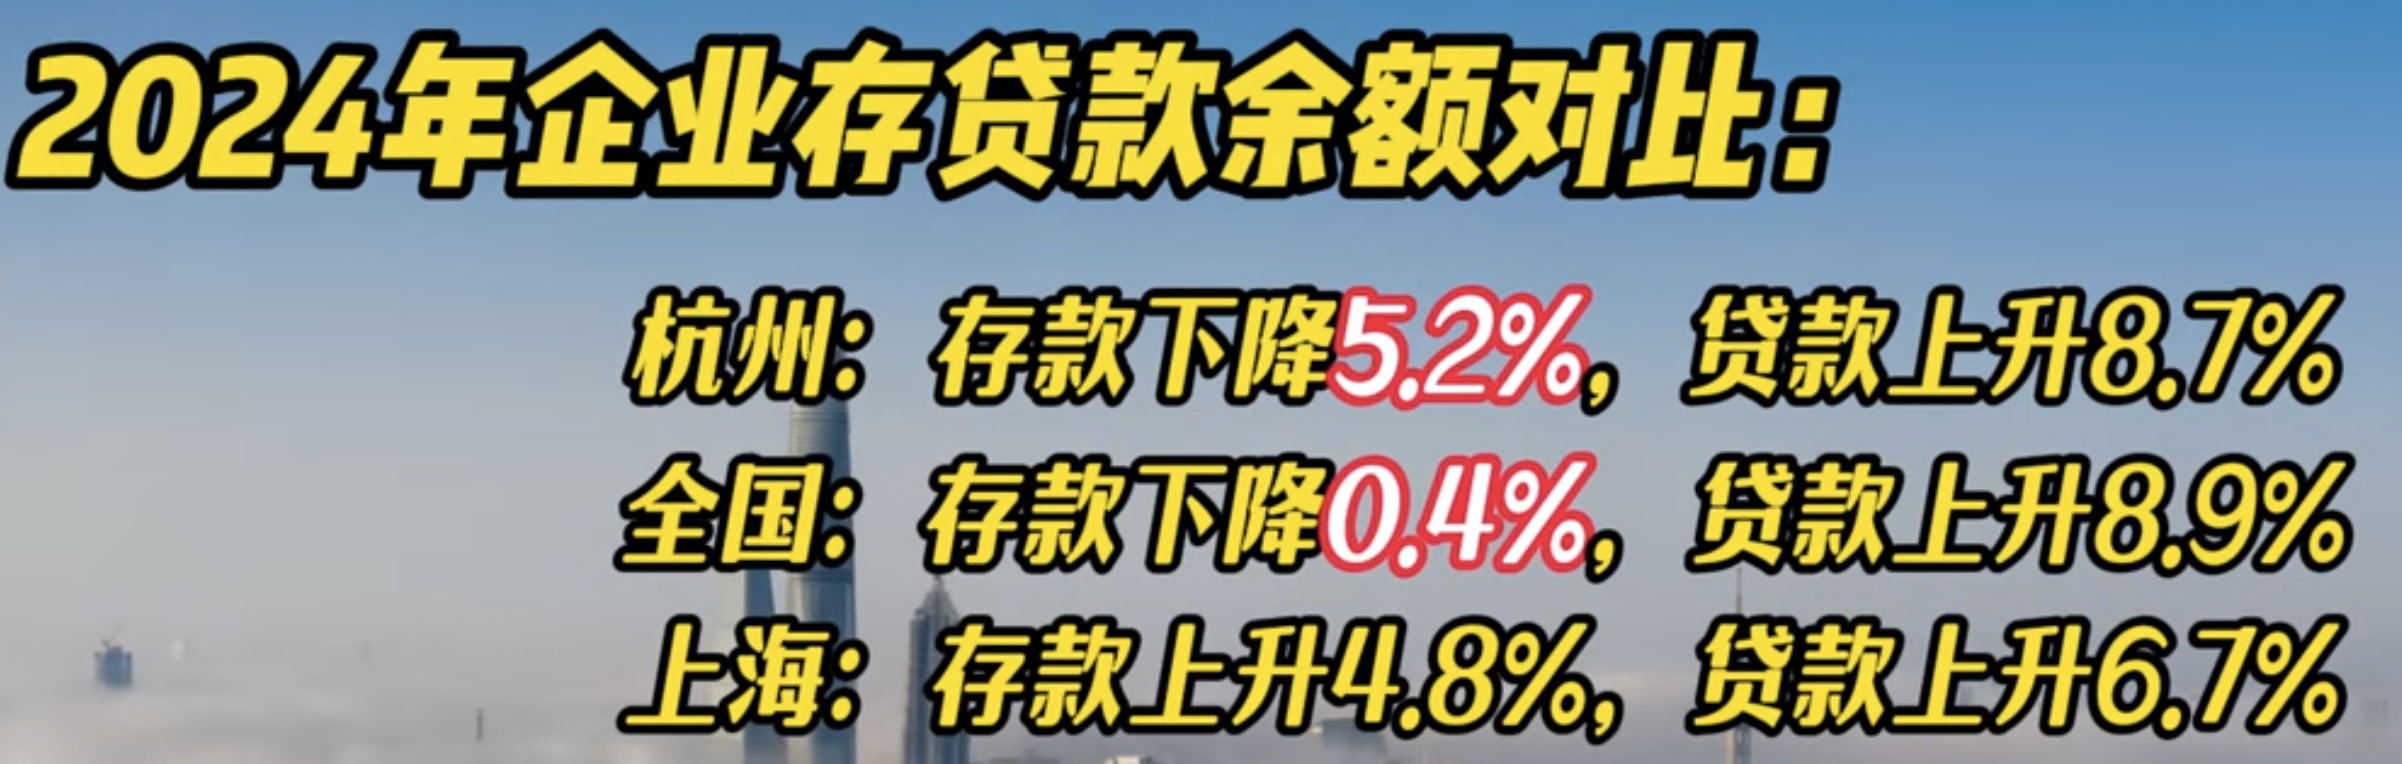 2024年企业存贷款余额对比：
杭州：存款下降5.2%，贷款上升8.7%
全国：存款下降0.4%，贷款上升8.9%
上海：存款上升4.8%，贷款上升6.7%